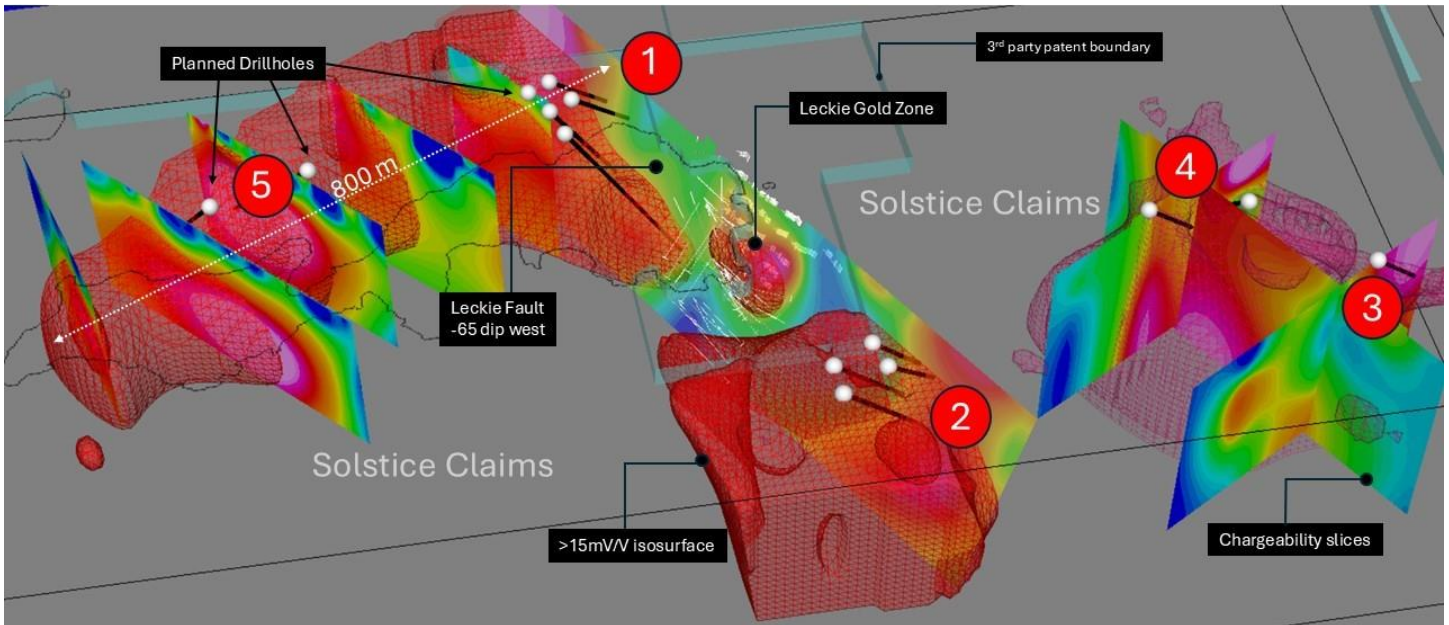 3rd party patent boundary
1
Planned Drillholes
Leckie Gold Zone
4
5
800 m
Solstice Claims
3
Leckie Fault
-65 dip west
2
Solstice Claims
>15mV/V isosurface
Chargeability slices